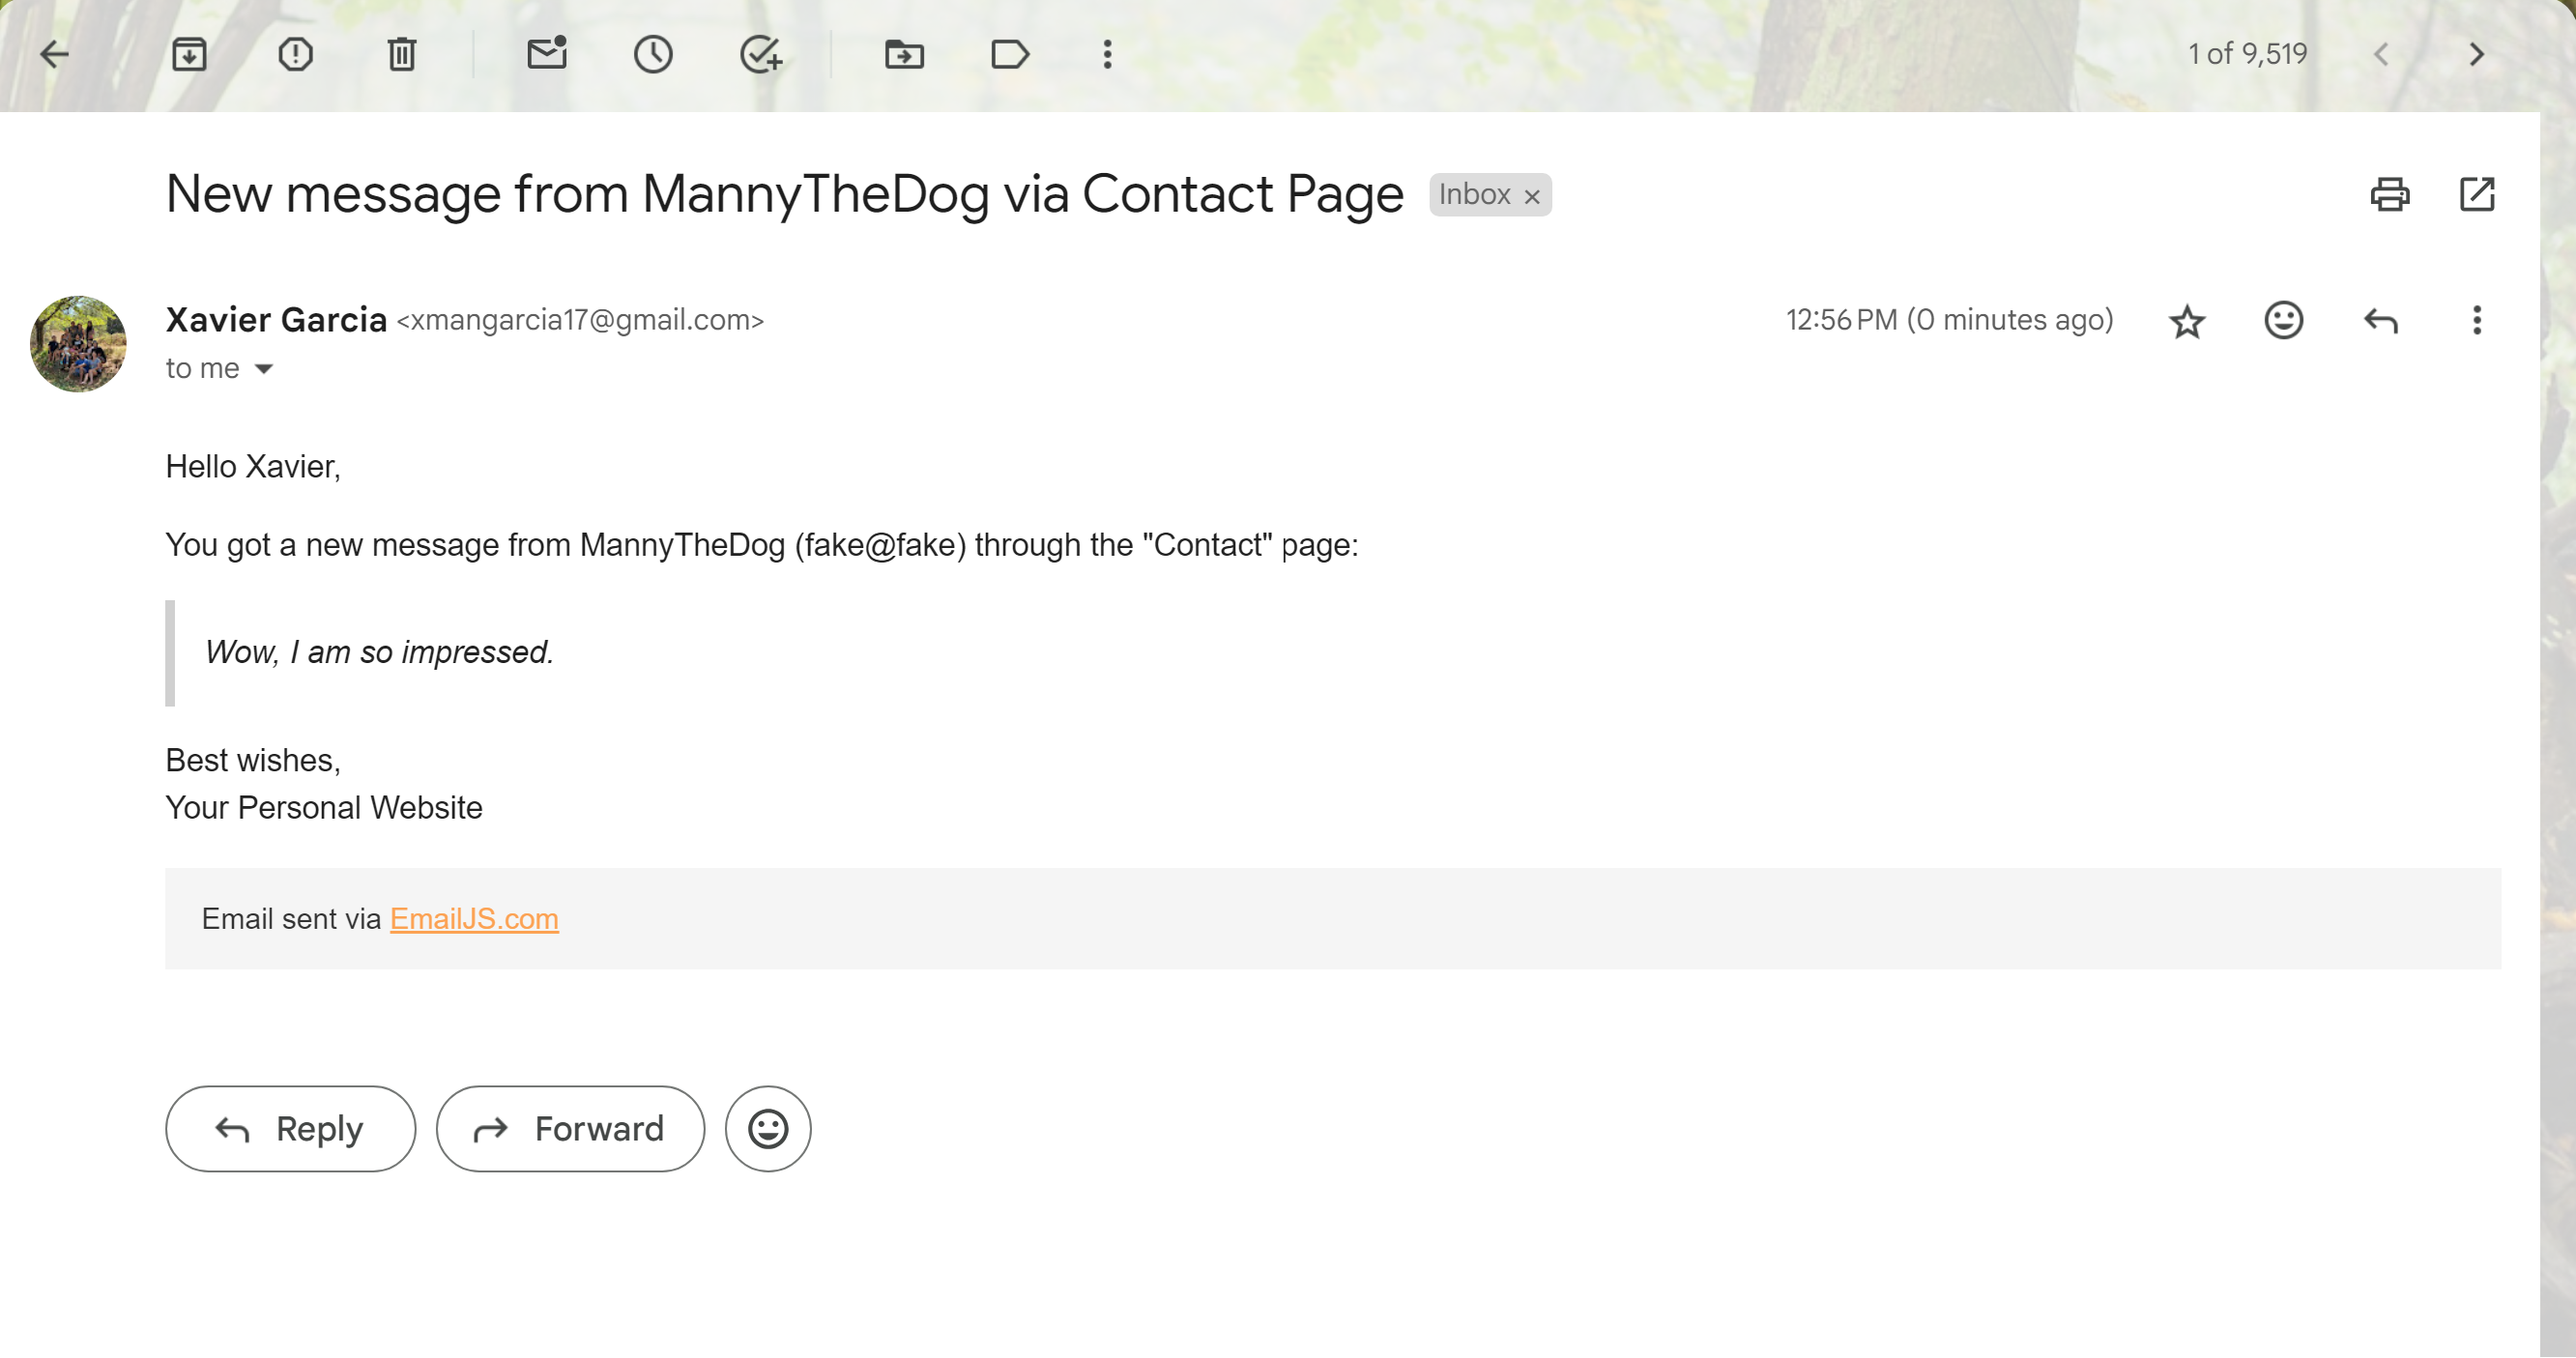 1 of 9,519
New message from MannyTheDog via Contact Page Inbox ×
Xavier Garcia <xmangarcia17@gmail.com> 12:56 PM (0 minutes ago)
to me
Hello Xavier,
You got a new message from MannyTheDog (fake@fake) through the "Contact" page:
Wow, I am so impressed.
Best wishes,
Your Personal Website
Email sent via EmailJS.com
Reply Forward